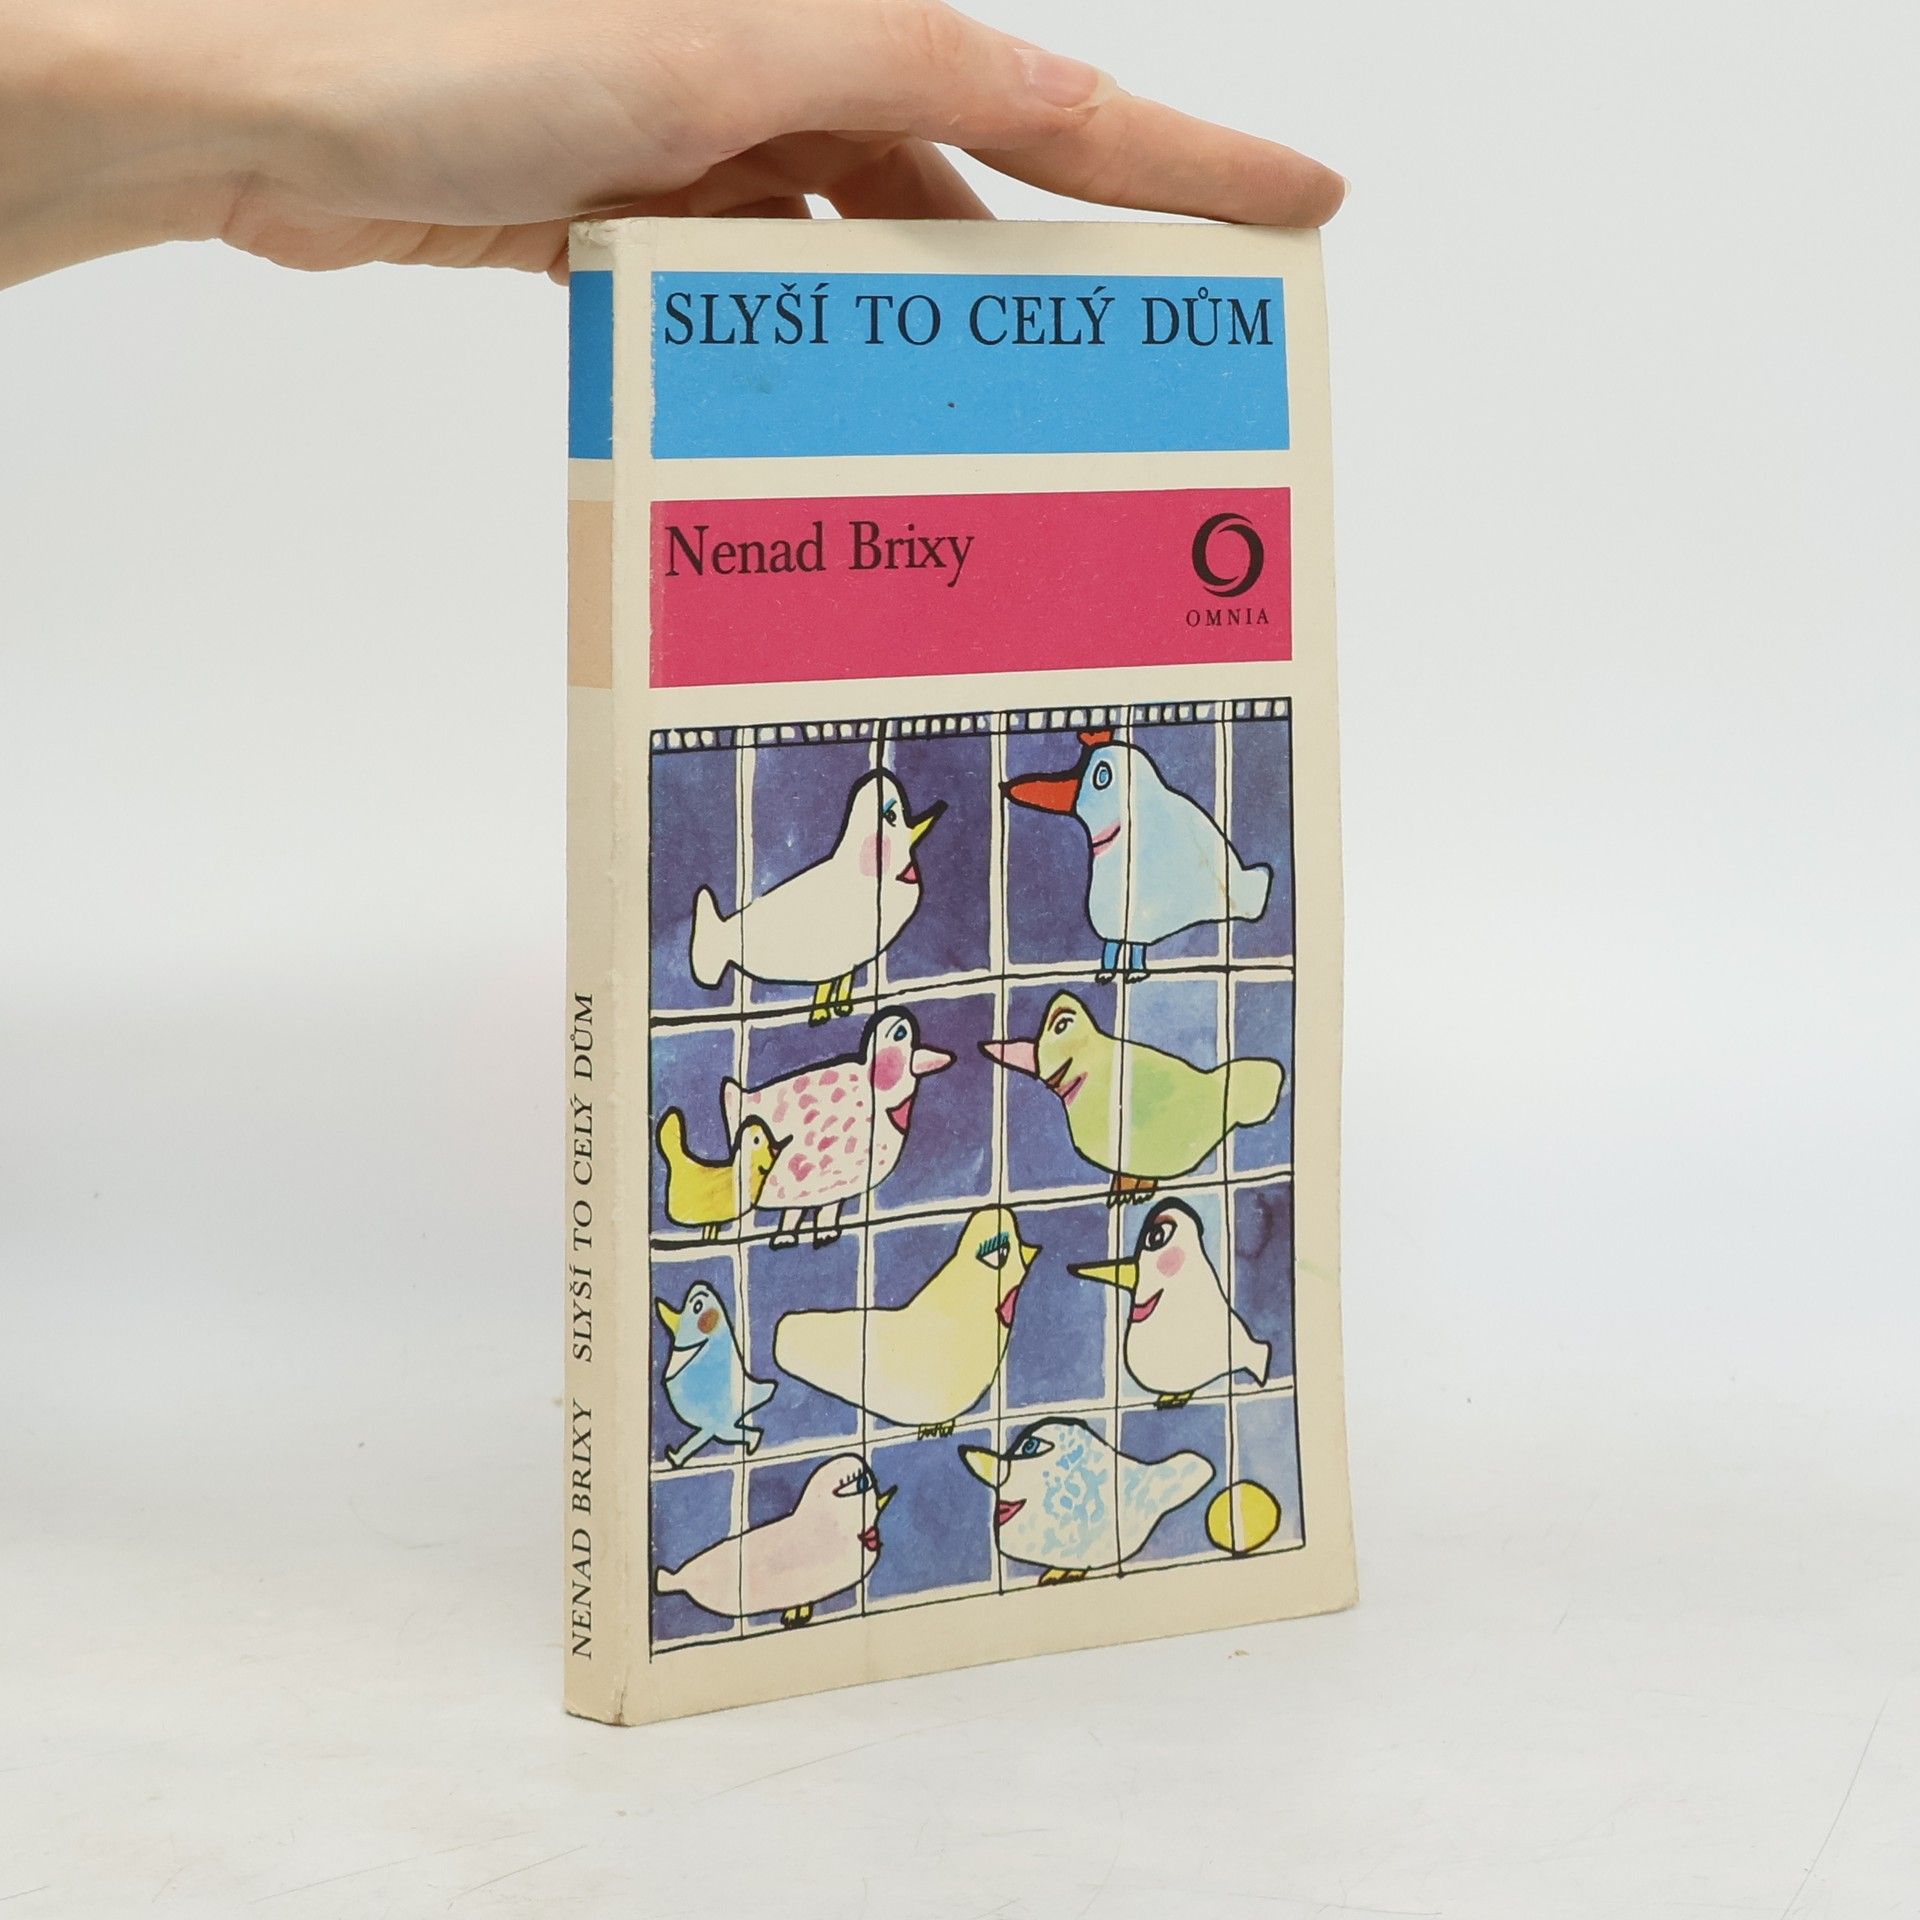 SLYŠÍ TO CELÝ DŮM
Nenad Brixy
OMNIA
NENAD BRIXY SLYŠÍ TO CELÝ DŮM